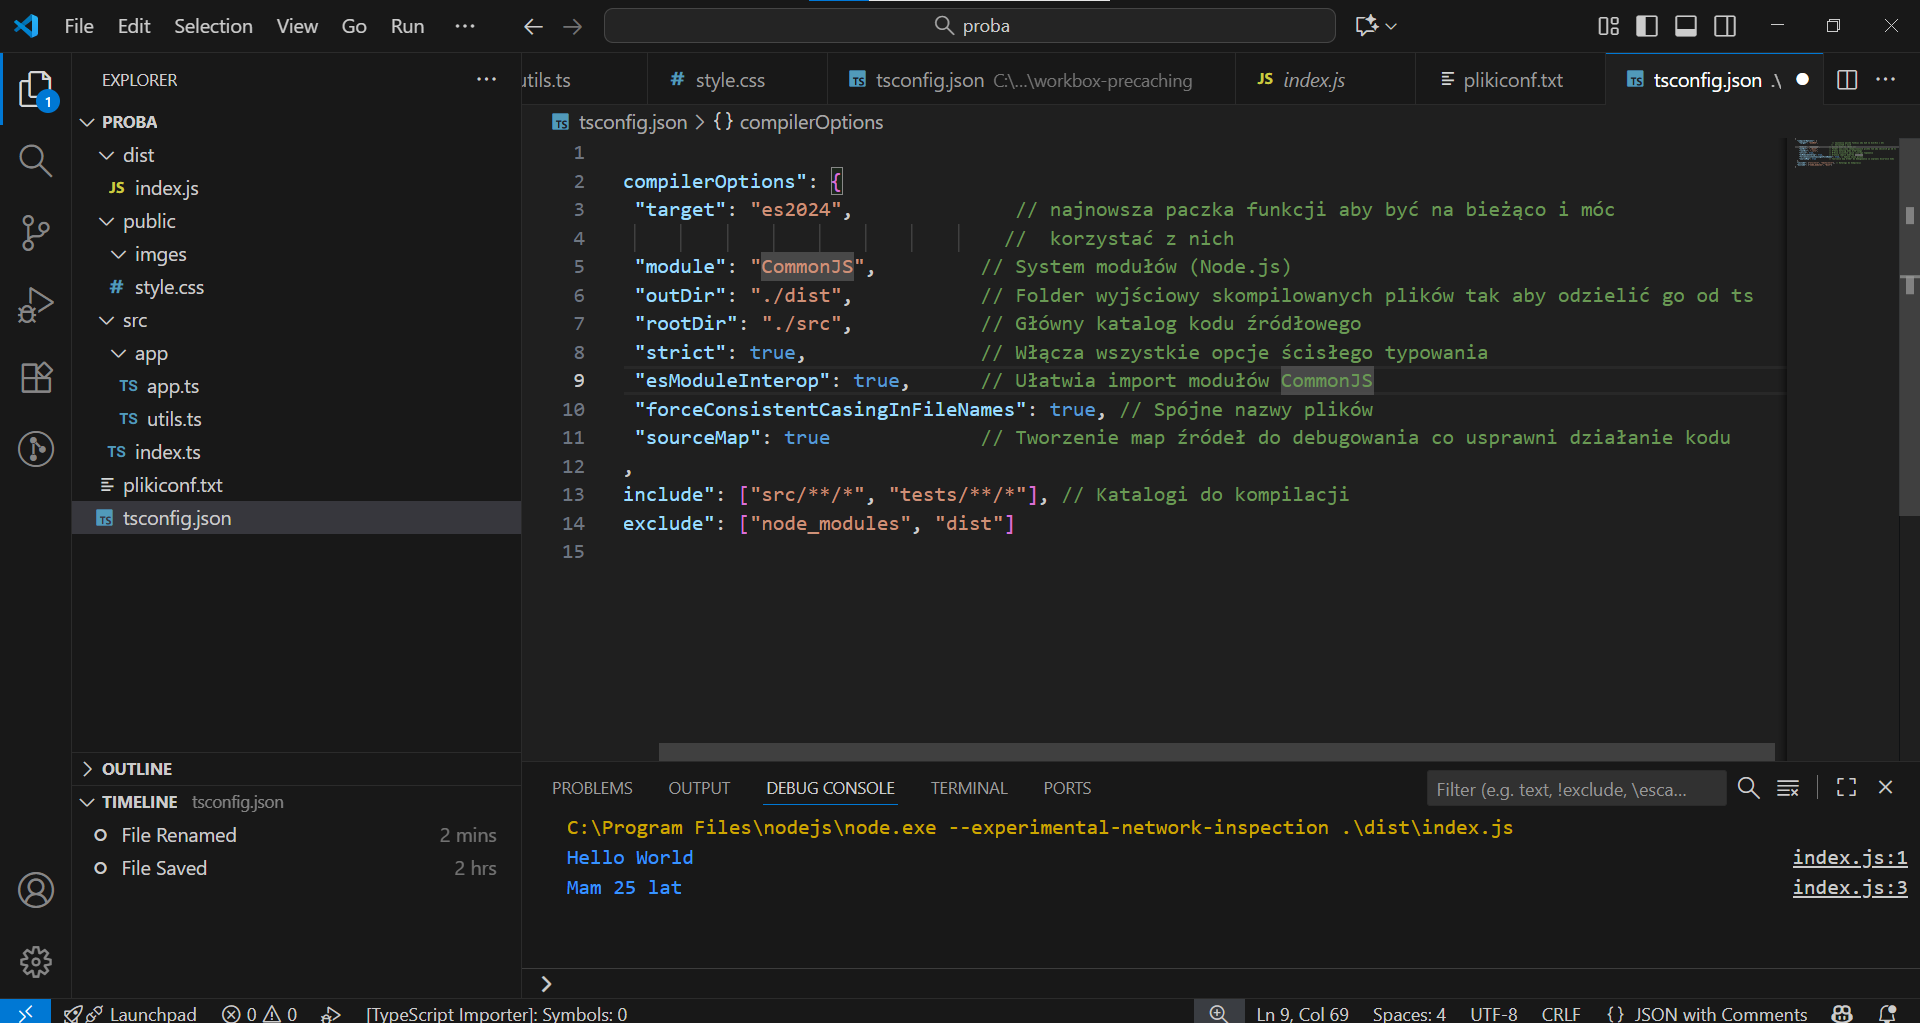 File Edit Selection View Go Run ···
proba
EXPLORER
utils.ts
# style.css
TS tsconfig.json C:\...\workbox-precaching
JS index.js
plikiconf.txt
TS tsconfig.json .\
1
PROBA
dist
JS index.js
public
imges
# style.css
src
app
TS app.ts
TS utils.ts
TS index.ts
plikiconf.txt
TS tsconfig.json
OUTLINE
TIMELINE tsconfig.json
File Renamed 2 mins
File Saved 2 hrs
TS tsconfig.json > {} compilerOptions
1
2 compilerOptions": {
3 "target": "es2024", // najnowsza paczka funkcji aby być na bieżąco i móc
4 // korzystać z nich
5 "module": "CommonJS", // System modułów (Node.js)
6 "outDir": "./dist", // Folder wyjściowy skompilowanych plików tak aby odzielić go od ts
7 "rootDir": "./src", // Główny katalog kodu źródłowego
8 "strict": true, // Włącza wszystkie opcje ścisłego typowania
9 "esModuleInterop": true, // Ułatwia import modułów CommonJS
10 "forceConsistentCasingInFileNames": true, // Spójne nazwy plików
11 "sourceMap": true // Tworzenie map źródeł do debugowania co usprawni działanie kodu
12 ,
13 include": ["src/**/*", "tests/**/*"], // Katalogi do kompilacji
14 exclude": ["node_modules", "dist"]
15
PROBLEMS OUTPUT DEBUG CONSOLE TERMINAL PORTS
Filter (e.g. text, !exclude, \esca...
C:\Program Files\nodejs\node.exe --experimental-network-inspection .\dist\index.js
Hello World index.js:1
Mam 25 lat index.js:3
>
Launchpad 0 0 [TypeScript Importer]: Symbols: 0
Ln 9, Col 69 Spaces: 4 UTF-8 CRLF {} JSON with Comments